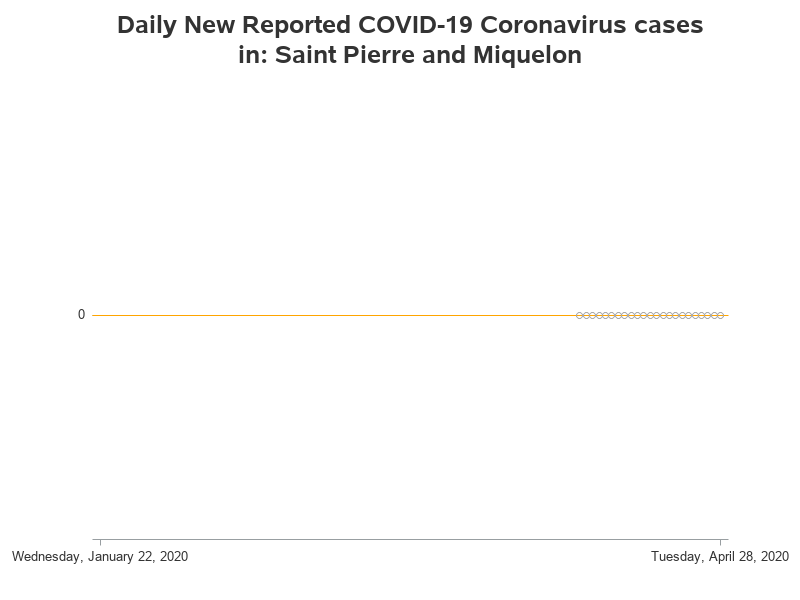 Daily New Reported COVID-19 Coronavirus cases
in: Saint Pierre and Miquelon
0
Wednesday, January 22, 2020
Tuesday, April 28, 2020